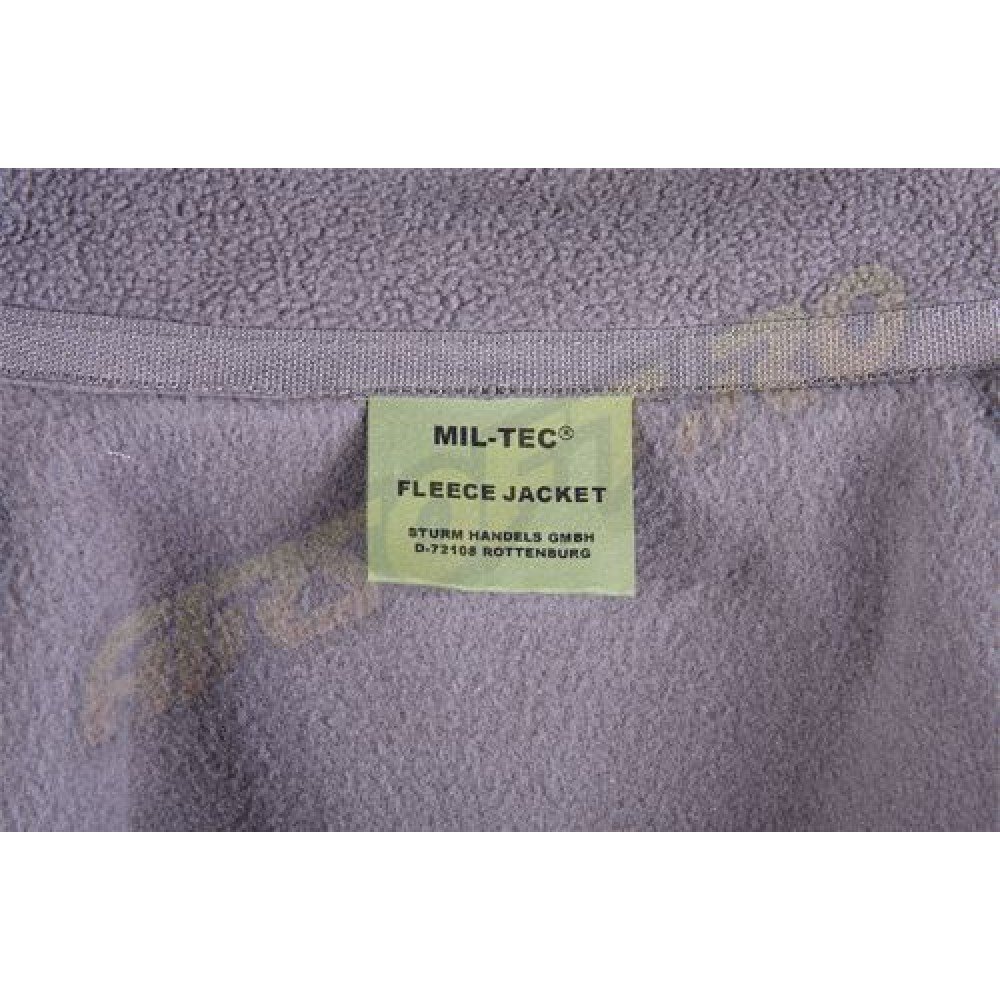 MIL-TEC®
FLEECE JACKET
STURM HANDELS GMBH
D-72108 ROTTENBURG